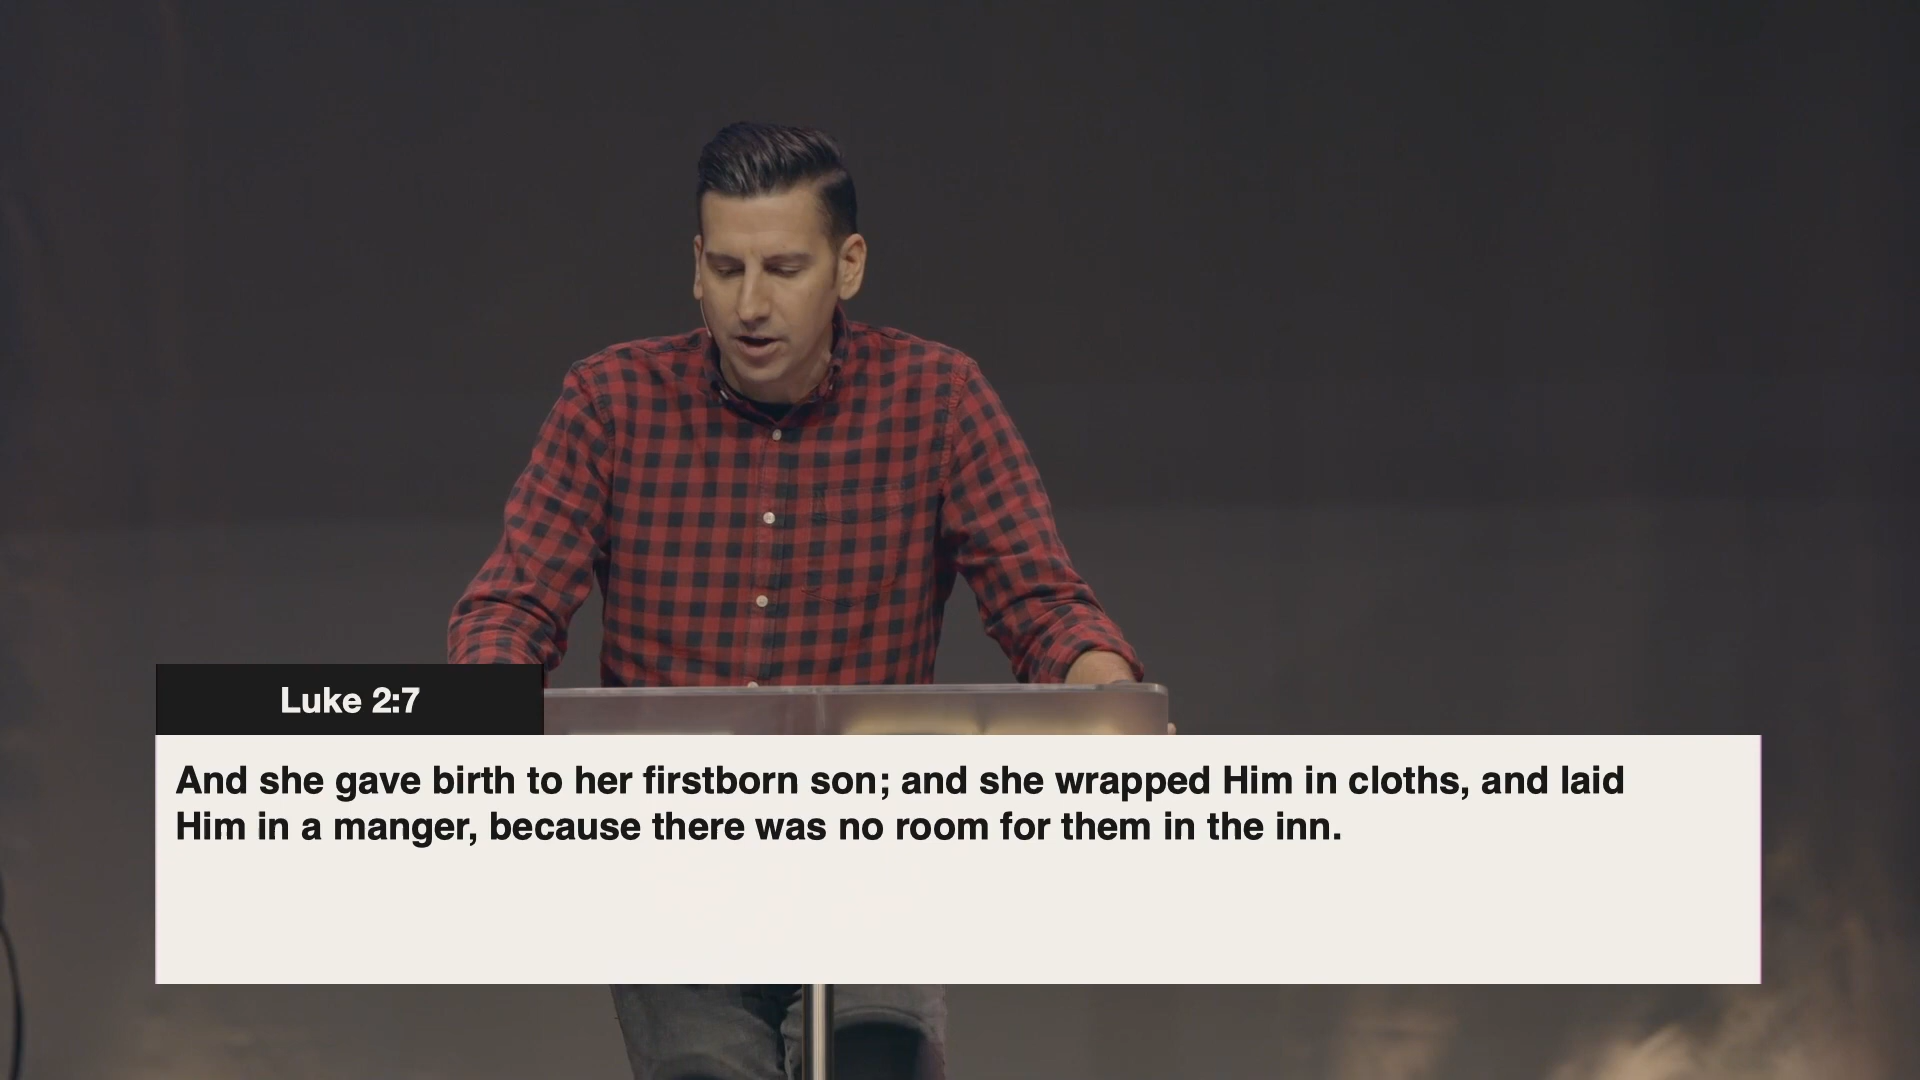 Luke 2:7
And she gave birth to her firstborn son; and she wrapped Him in cloths, and laid
Him in a manger, because there was no room for them in the inn.